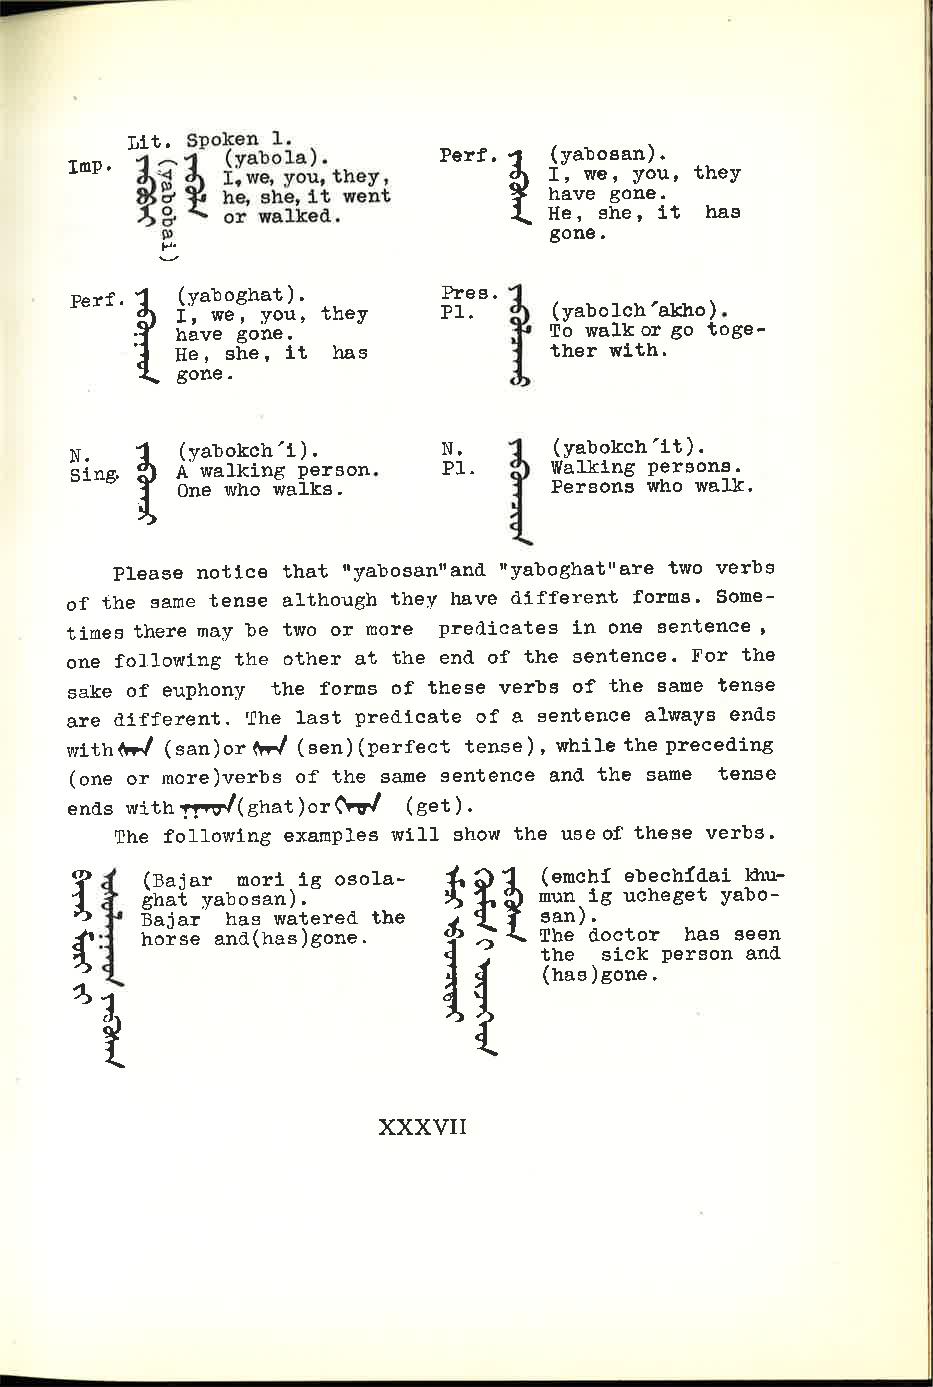 Lit. Spoken l.
Imp. (yabobai) (yabola).
I, we, you, they,
he, she, it went
or walked.
Perf. (yabosan).
I, we, you, they
have gone.
He, she, it has
gone.
Perf. (yaboghat).
I, we, you, they
have gone.
He, she, it has
gone.
Pres.
Pl. (yabolch´akho).
To walk or go toge-
ther with.
N.
Sing. (yabokch´i).
A walking person.
One who walks.
N.
Pl. (yabokch´it).
Walking persons.
Persons who walk.
Please notice that "yabosan"and "yaboghat"are two verbs
of the same tense although they have different forms. Some-
times there may be two or more predicates in one sentence,
one following the other at the end of the sentence. For the
sake of euphony the forms of these verbs of the same tense
are different. The last predicate of a sentence always ends
with (san)or (sen)(perfect tense), while the preceding
(one or more)verbs of the same sentence and the same tense
ends with (ghat)or (get).
The following examples will show the use of these verbs.
(Bajar mori ig osola-
ghat yabosan).
Bajar has watered the
horse and(has)gone.
(emchí ebechídai khu-
mun ig ucheget yabo-
san).
The doctor has seen
the sick person and
(has)gone.
XXXVII